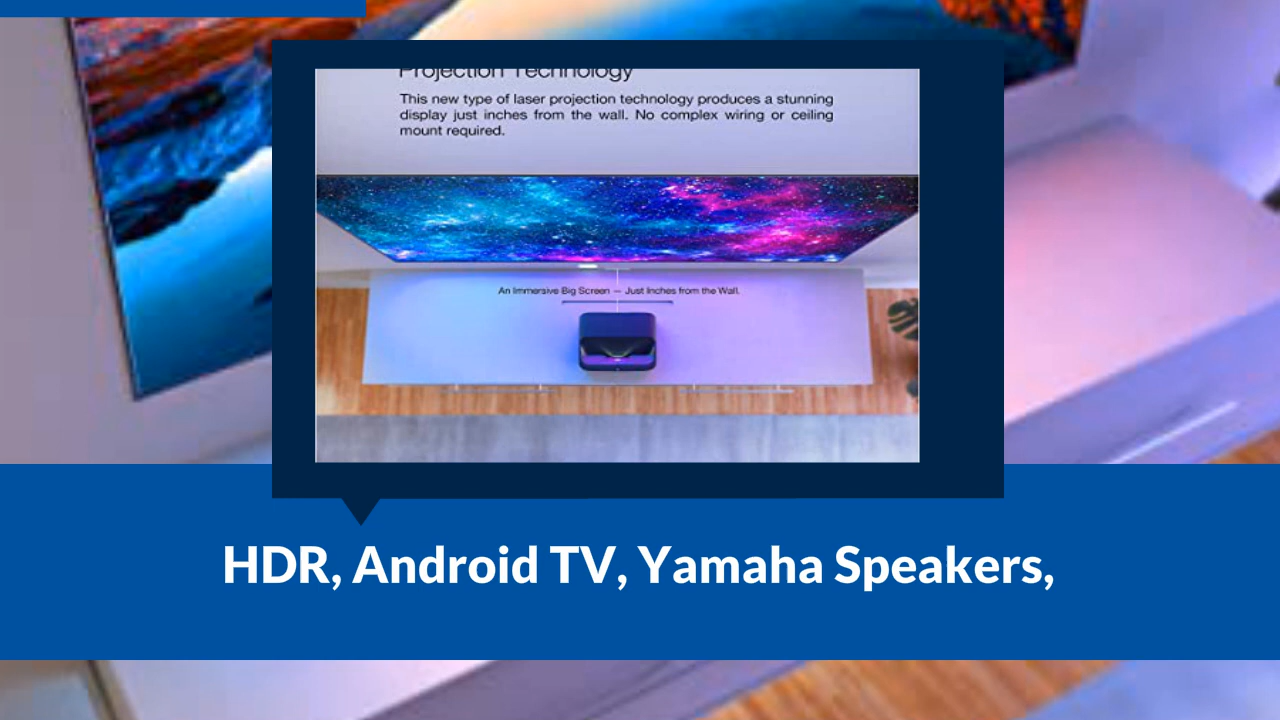 Projection Technology
This new type of laser projection technology produces a stunning
display just inches from the wall. No complex wiring or ceiling
mount required.
An Immersive Big Screen — Just Inches from the Wall.
HDR, Android TV, Yamaha Speakers,